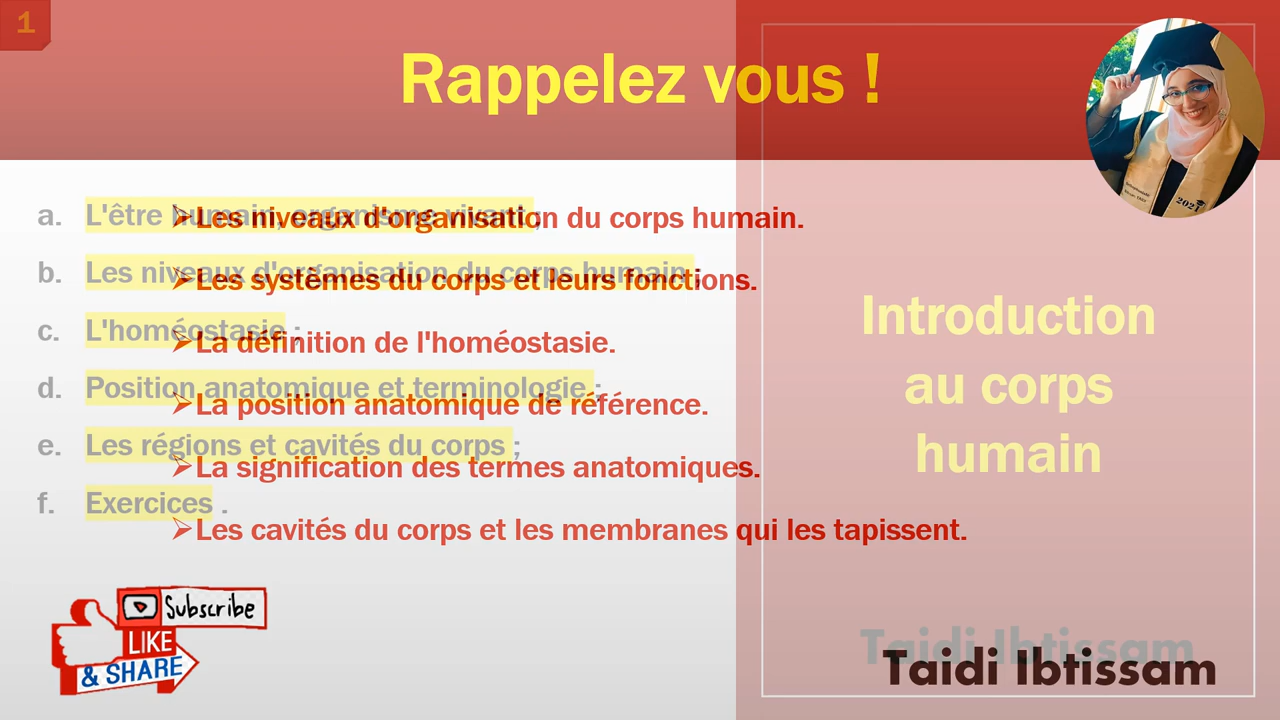 1
Rappelez vous !
2021
a. L'être humain, organisme vivant ;
b. Les niveaux d'organisation du corps humain ;
c. L'homéostasie ;
d. Position anatomique et terminologie ;
e. Les régions et cavités du corps ;
f. Exercices .
➢Les niveaux d'organisation du corps humain.
➢Les systèmes du corps et leurs fonctions.
➢La définition de l'homéostasie.
➢La position anatomique de référence.
➢La signification des termes anatomiques.
➢Les cavités du corps et les membranes qui les tapissent.
Introduction
au corps
humain
Subscribe
LIKE
& SHARE
Taidi Ibtissam
Taidi Ibtissam